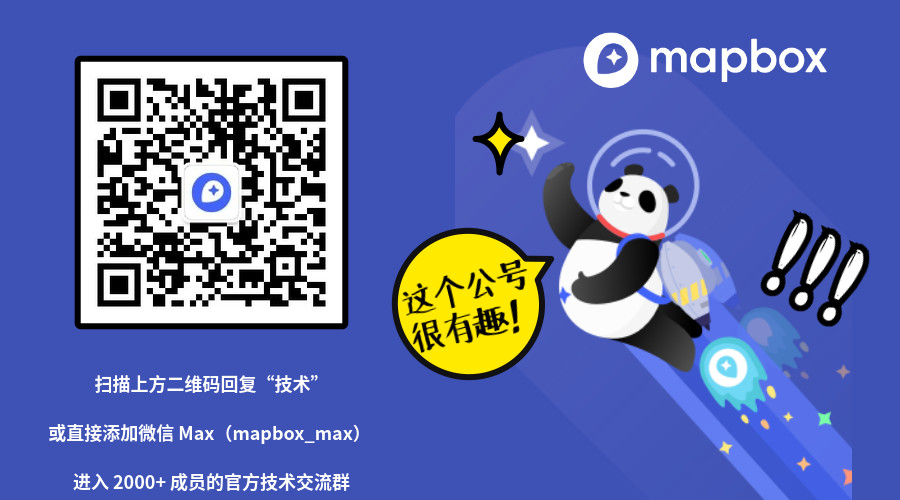 mapbox
这个公号
很有趣!
!!!
扫描上方二维码回复“技术”
或直接添加微信 Max（mapbox_max）
进入 2000+ 成员的官方技术交流群